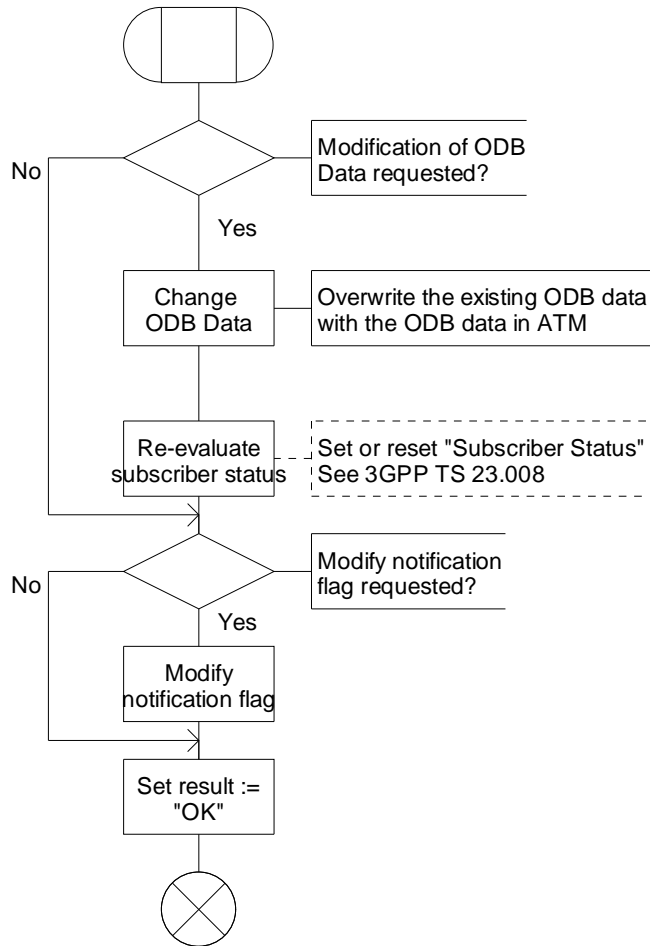 Modification of ODB
Data requested?
No
Yes
Change
ODB Data
Overwrite the existing ODB data
with the ODB data in ATM
Re-evaluate
subscriber status
Set or reset "Subscriber Status"
See 3GPP TS 23.008
Modify notification
flag requested?
No
Yes
Modify
notification flag
Set result :=
"OK"